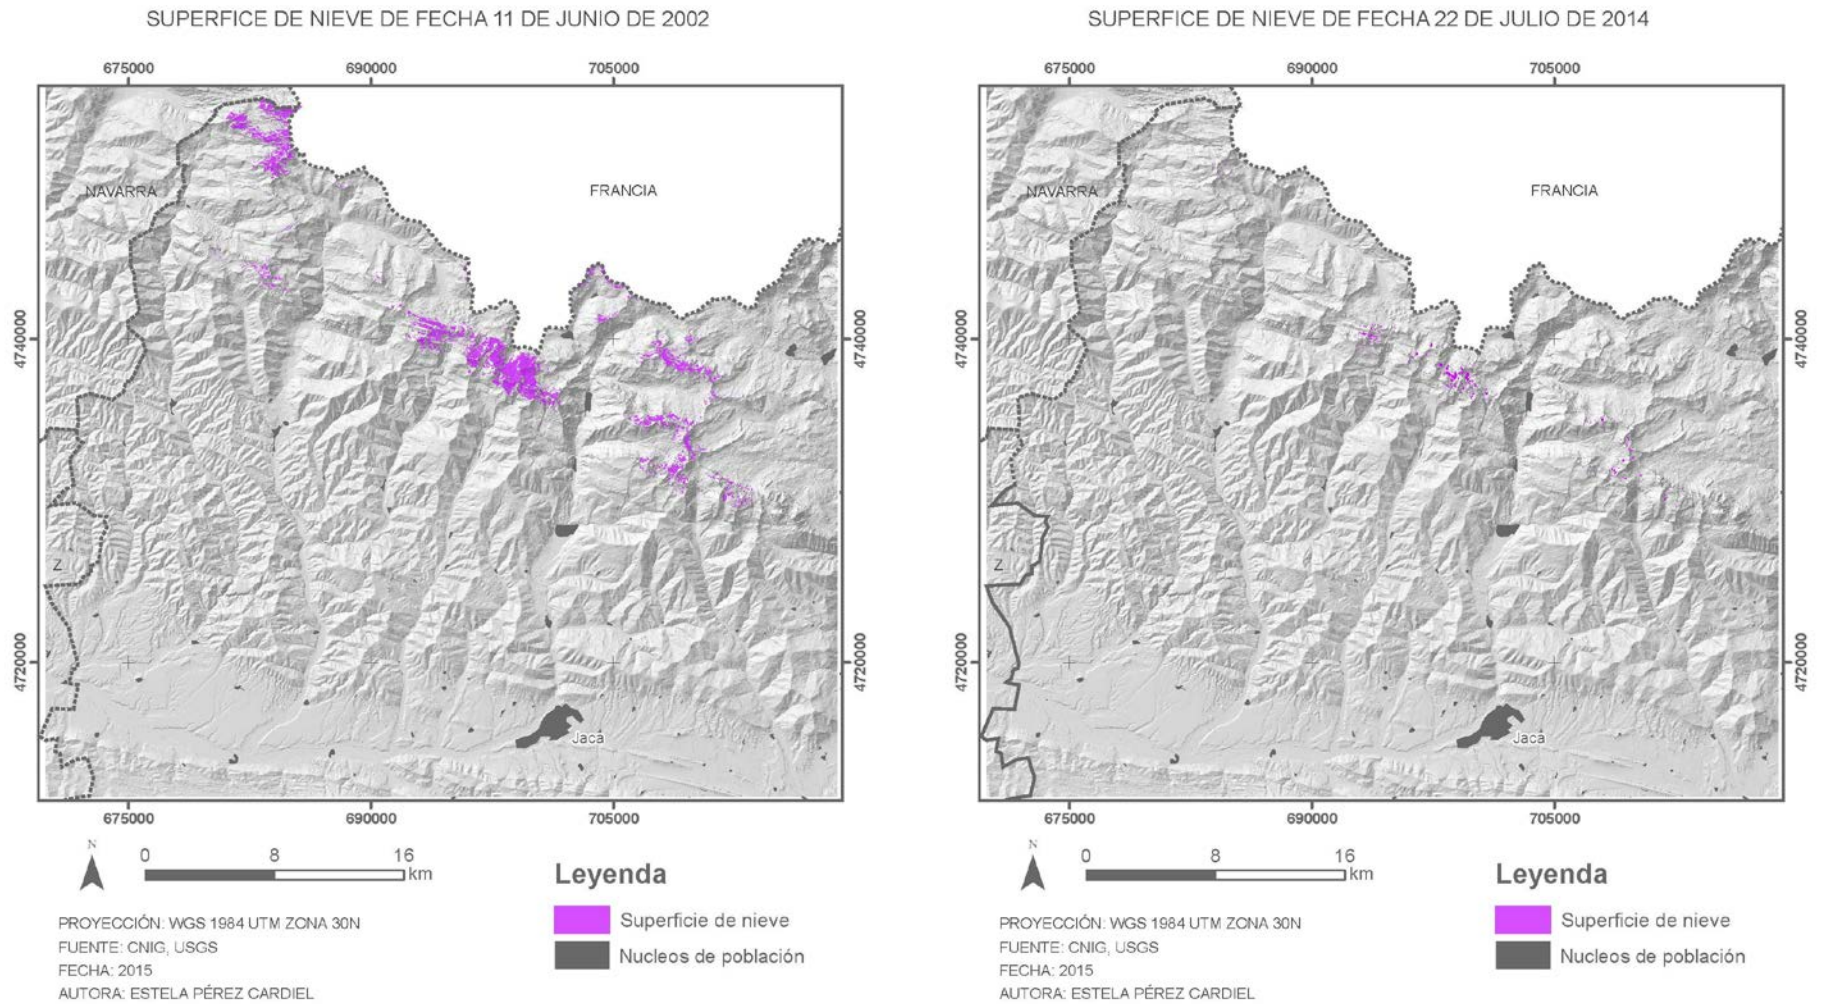 SUPERFICE DE NIEVE DE FECHA 11 DE JUNIO DE 2002
675000 690000 705000
NAVARRA
FRANCIA
4740000 4740000
Z
4720000 4720000
Jaca
675000 690000 705000
N
0 8 16
km
Leyenda
Superficie de nieve
Nucleos de población
PROYECCIÓN: WGS 1984 UTM ZONA 30N
FUENTE: CNIG, USGS
FECHA: 2015
AUTORA: ESTELA PÉREZ CARDIEL
SUPERFICE DE NIEVE DE FECHA 22 DE JULIO DE 2014
675000 690000 705000
NAVARRA
FRANCIA
4740000 4740000
Z
4720000 4720000
Jaca
675000 690000 705000
N
0 8 16
km
Leyenda
Superficie de nieve
Nucleos de población
PROYECCIÓN: WGS 1984 UTM ZONA 30N
FUENTE: CNIG, USGS
FECHA: 2015
AUTORA: ESTELA PÉREZ CARDIEL